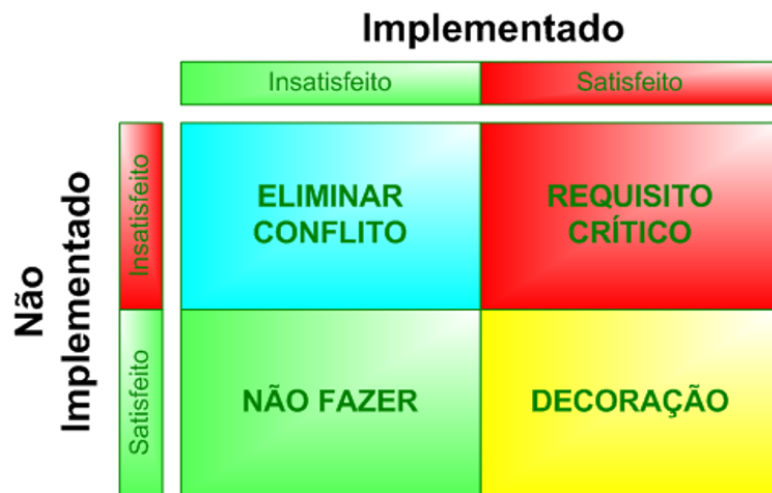 Implementado
Insatisfeito
Satisfeito
Não
Implementado
Insatisfeito
Satisfeito
ELIMINAR
CONFLITO
REQUISITO
CRÍTICO
NÃO FAZER
DECORAÇÃO